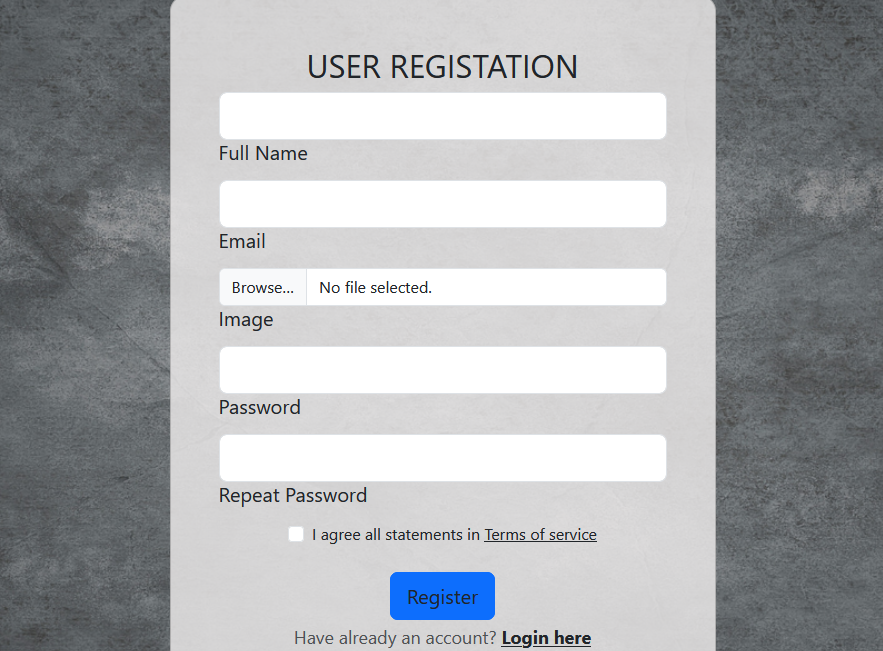 USER REGISTATION
Full Name
Email
Browse... No file selected.
Image
Password
Repeat Password
I agree all statements in Terms of service
Register
Have already an account? Login here